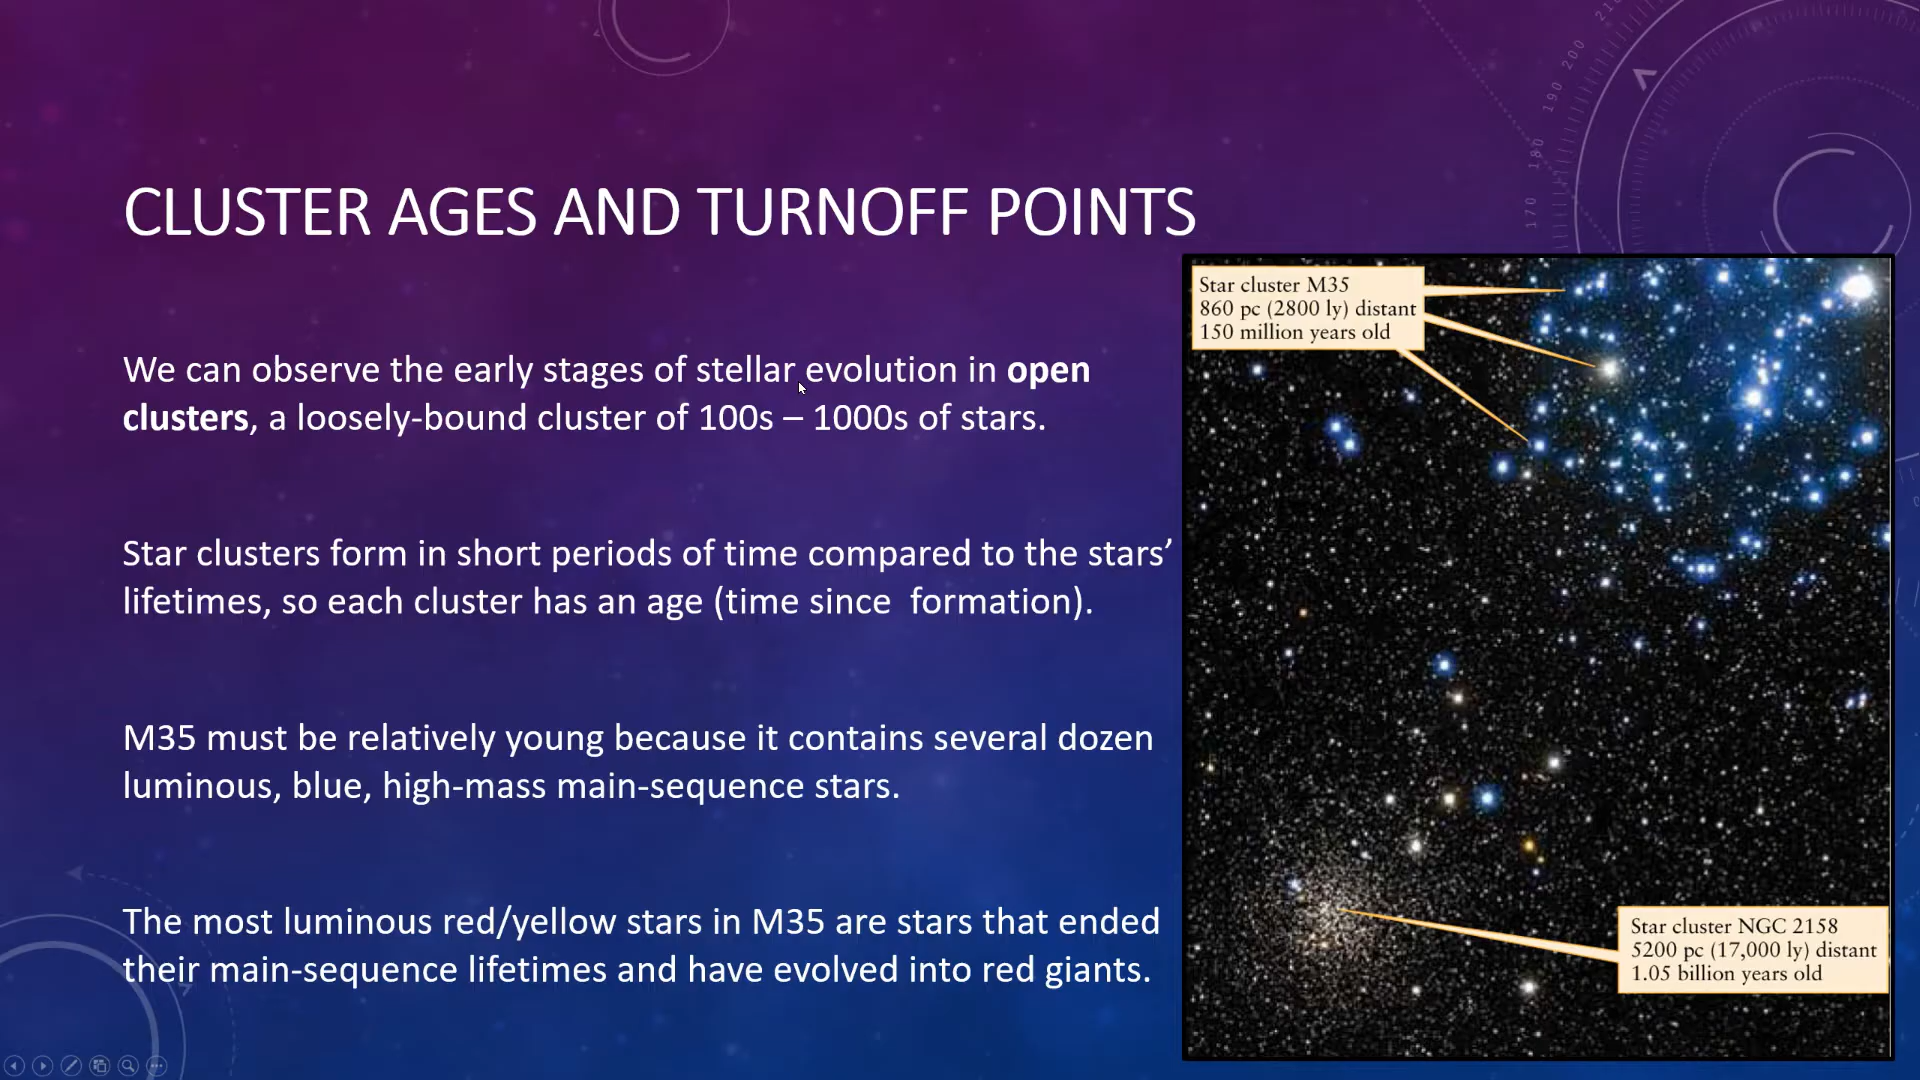 CLUSTER AGES AND TURNOFF POINTS
We can observe the early stages of stellar evolution in open
clusters, a loosely-bound cluster of 100s – 1000s of stars.
Star clusters form in short periods of time compared to the stars’
lifetimes, so each cluster has an age (time since  formation).
M35 must be relatively young because it contains several dozen
luminous, blue, high-mass main-sequence stars.
The most luminous red/yellow stars in M35 are stars that ended
their main-sequence lifetimes and have evolved into red giants.
Star cluster M35
860 pc (2800 ly) distant
150 million years old
Star cluster NGC 2158
5200 pc (17,000 ly) distant
1.05 billion years old
170
180
190
200